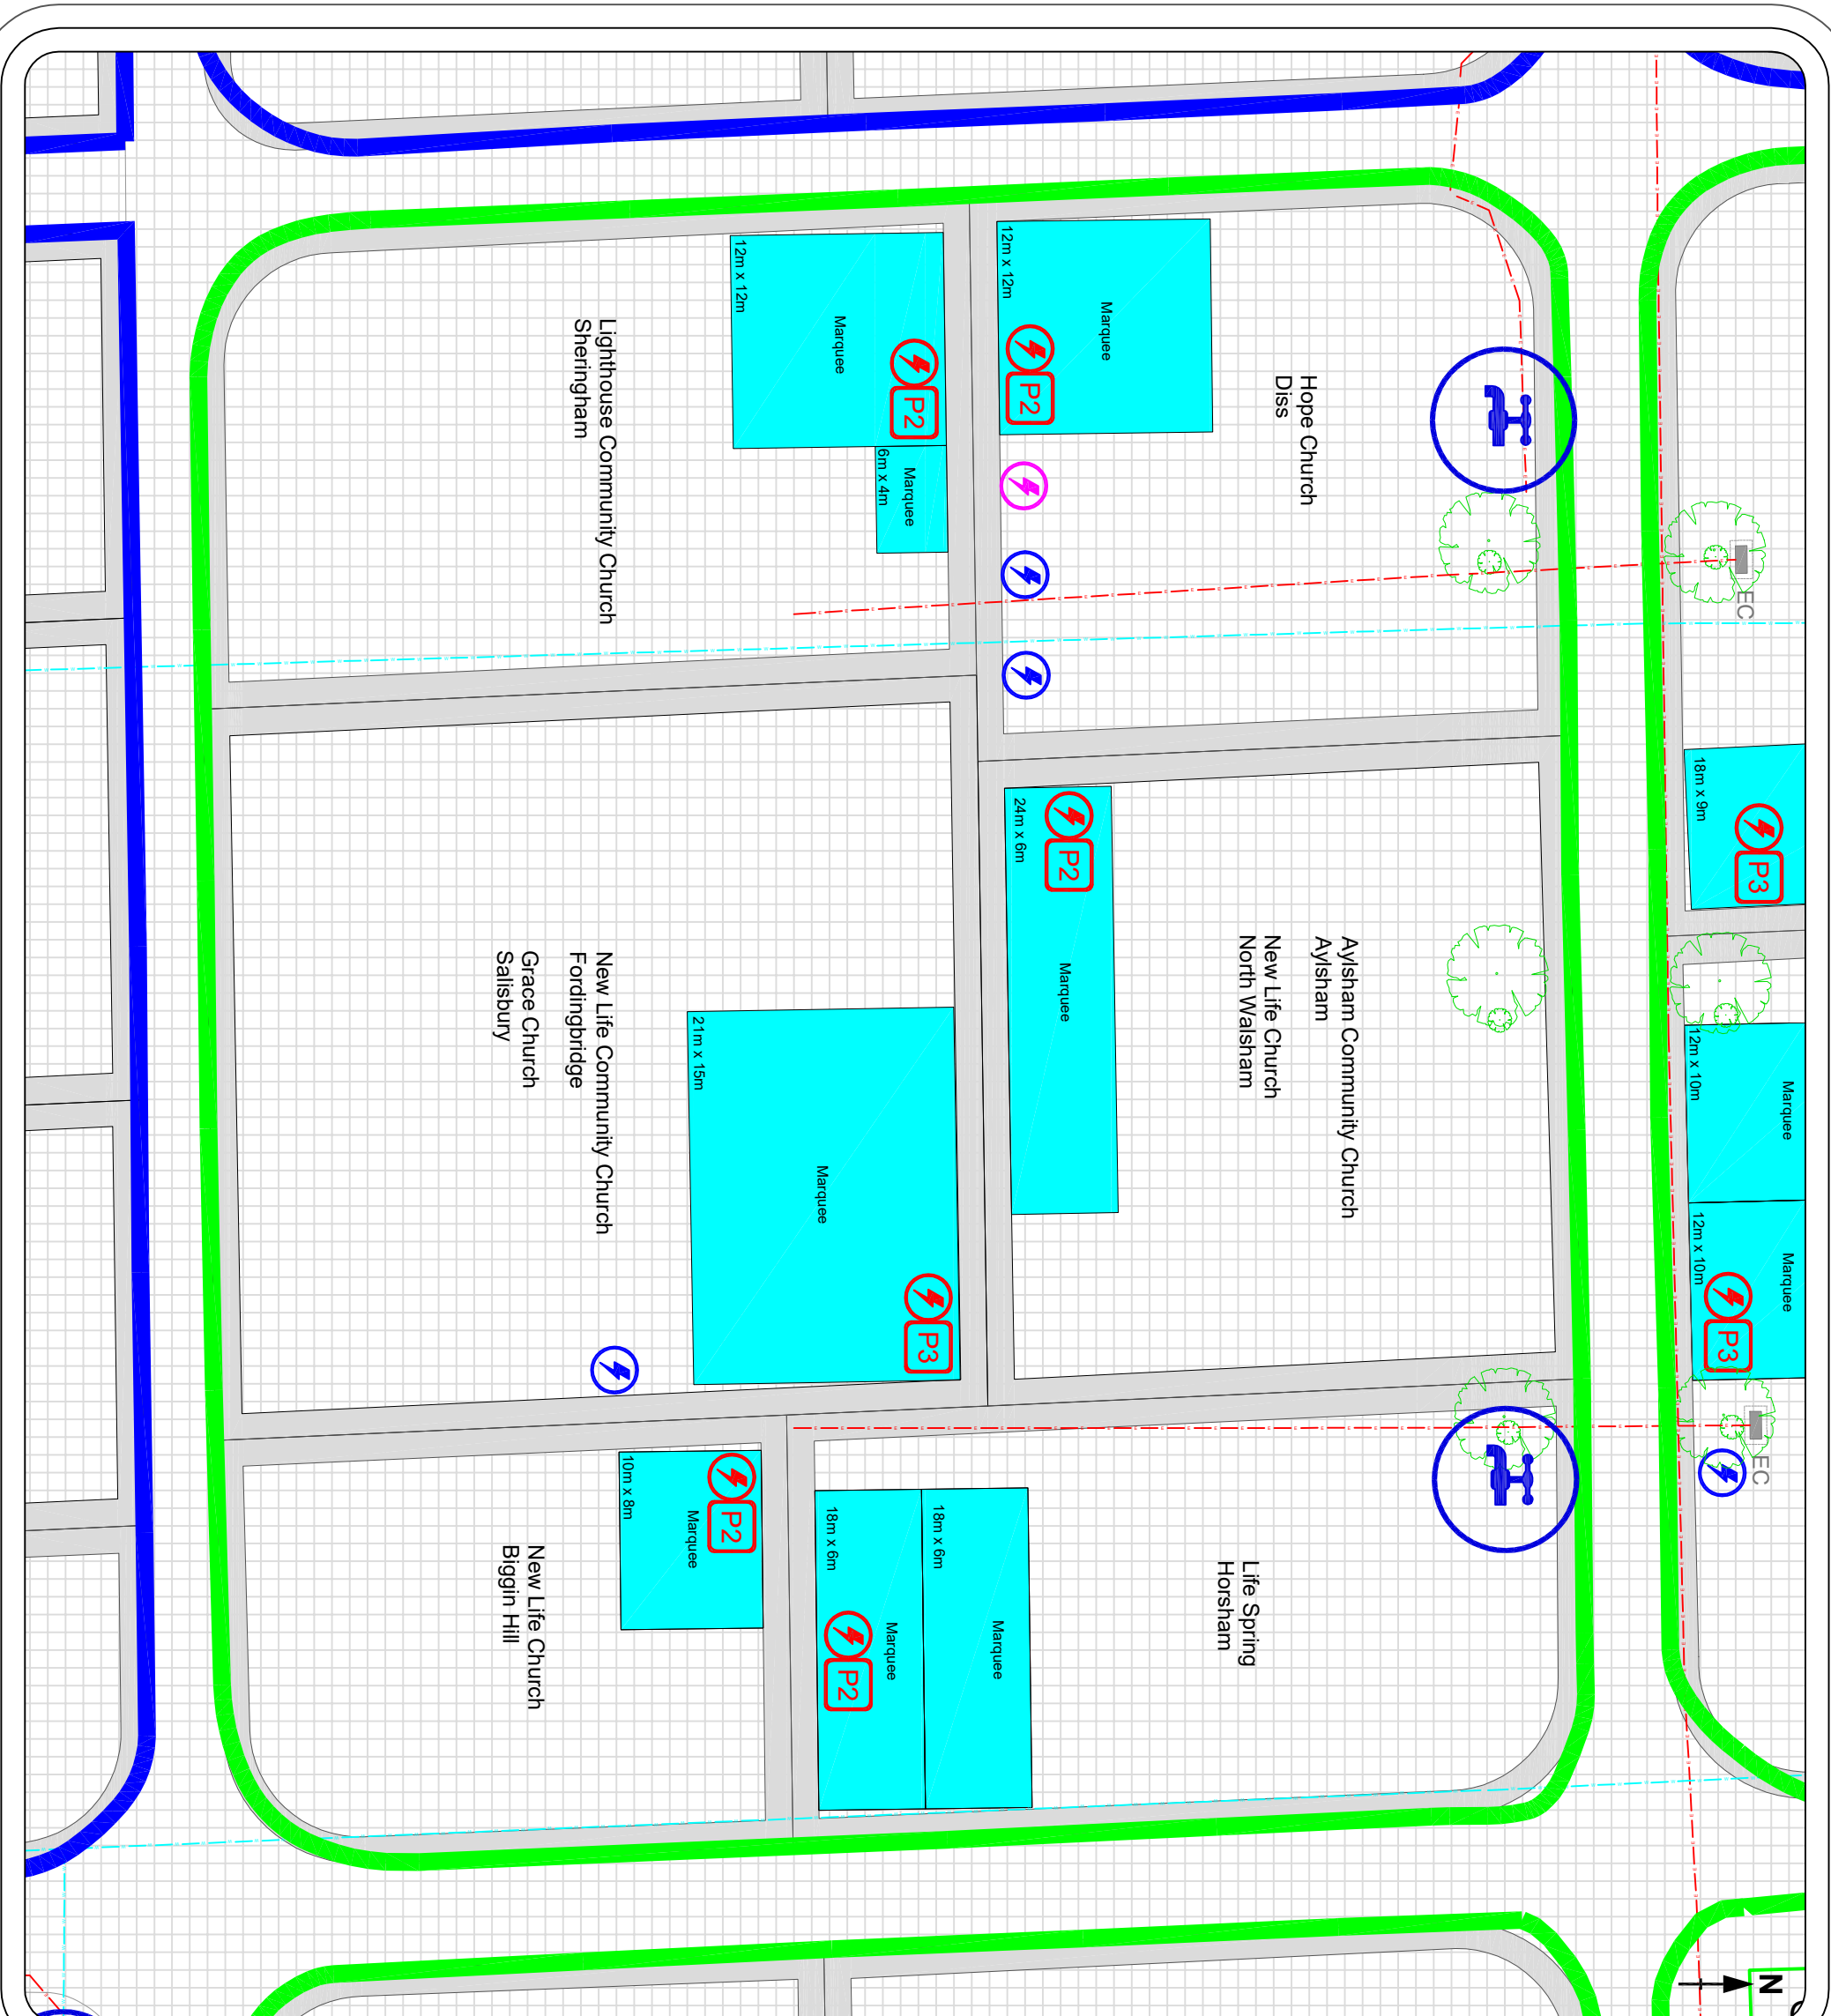 12m x 12m
Marquee
P2
Hope Church
Diss
12m x 12m
Marquee
P2
6m x 4m
Marquee
Lighthouse Community Church
Sheringham
EC
18m x 9m
P3
24m x 6m
P2
Marquee
Aylsham Community Church
Aylsham
New Life Church
North Walsham
12m x 10m
Marquee
12m x 10m
Marquee
P3
EC
New Life Community Church
Fordingbridge
Grace Church
Salisbury
21m x 15m
Marquee
P3
10m x 8m
Marquee
P2
New Life Church
Biggin Hill
18m x 6m
Marquee
P2
18m x 6m
Marquee
Life Spring
Horsham
N